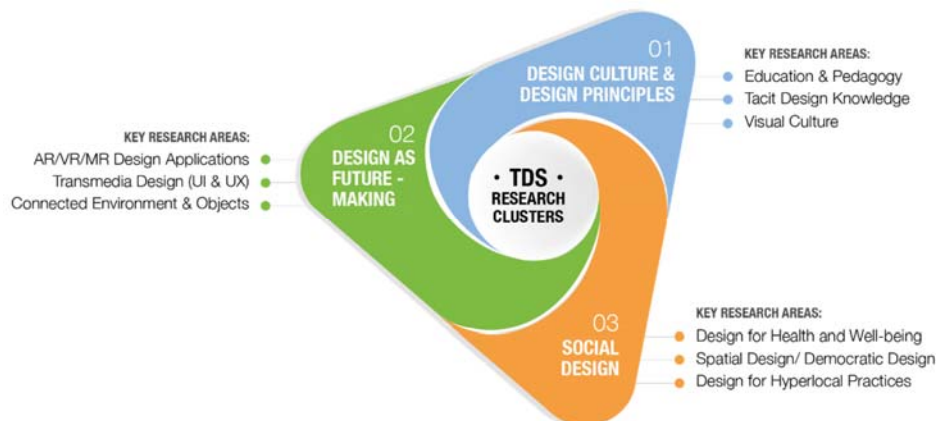 01
DESIGN CULTURE &
DESIGN PRINCIPLES
KEY RESEARCH AREAS:
Education & Pedagogy
Tacit Design Knowledge
Visual Culture
02
DESIGN AS
FUTURE -
MAKING
KEY RESEARCH AREAS:
AR/VR/MR Design Applications
Transmedia Design (UI & UX)
Connected Environment & Objects
• TDS •
RESEARCH
CLUSTERS
03
SOCIAL
DESIGN
KEY RESEARCH AREAS:
Design for Health and Well-being
Spatial Design/ Democratic Design
Design for Hyperlocal Practices